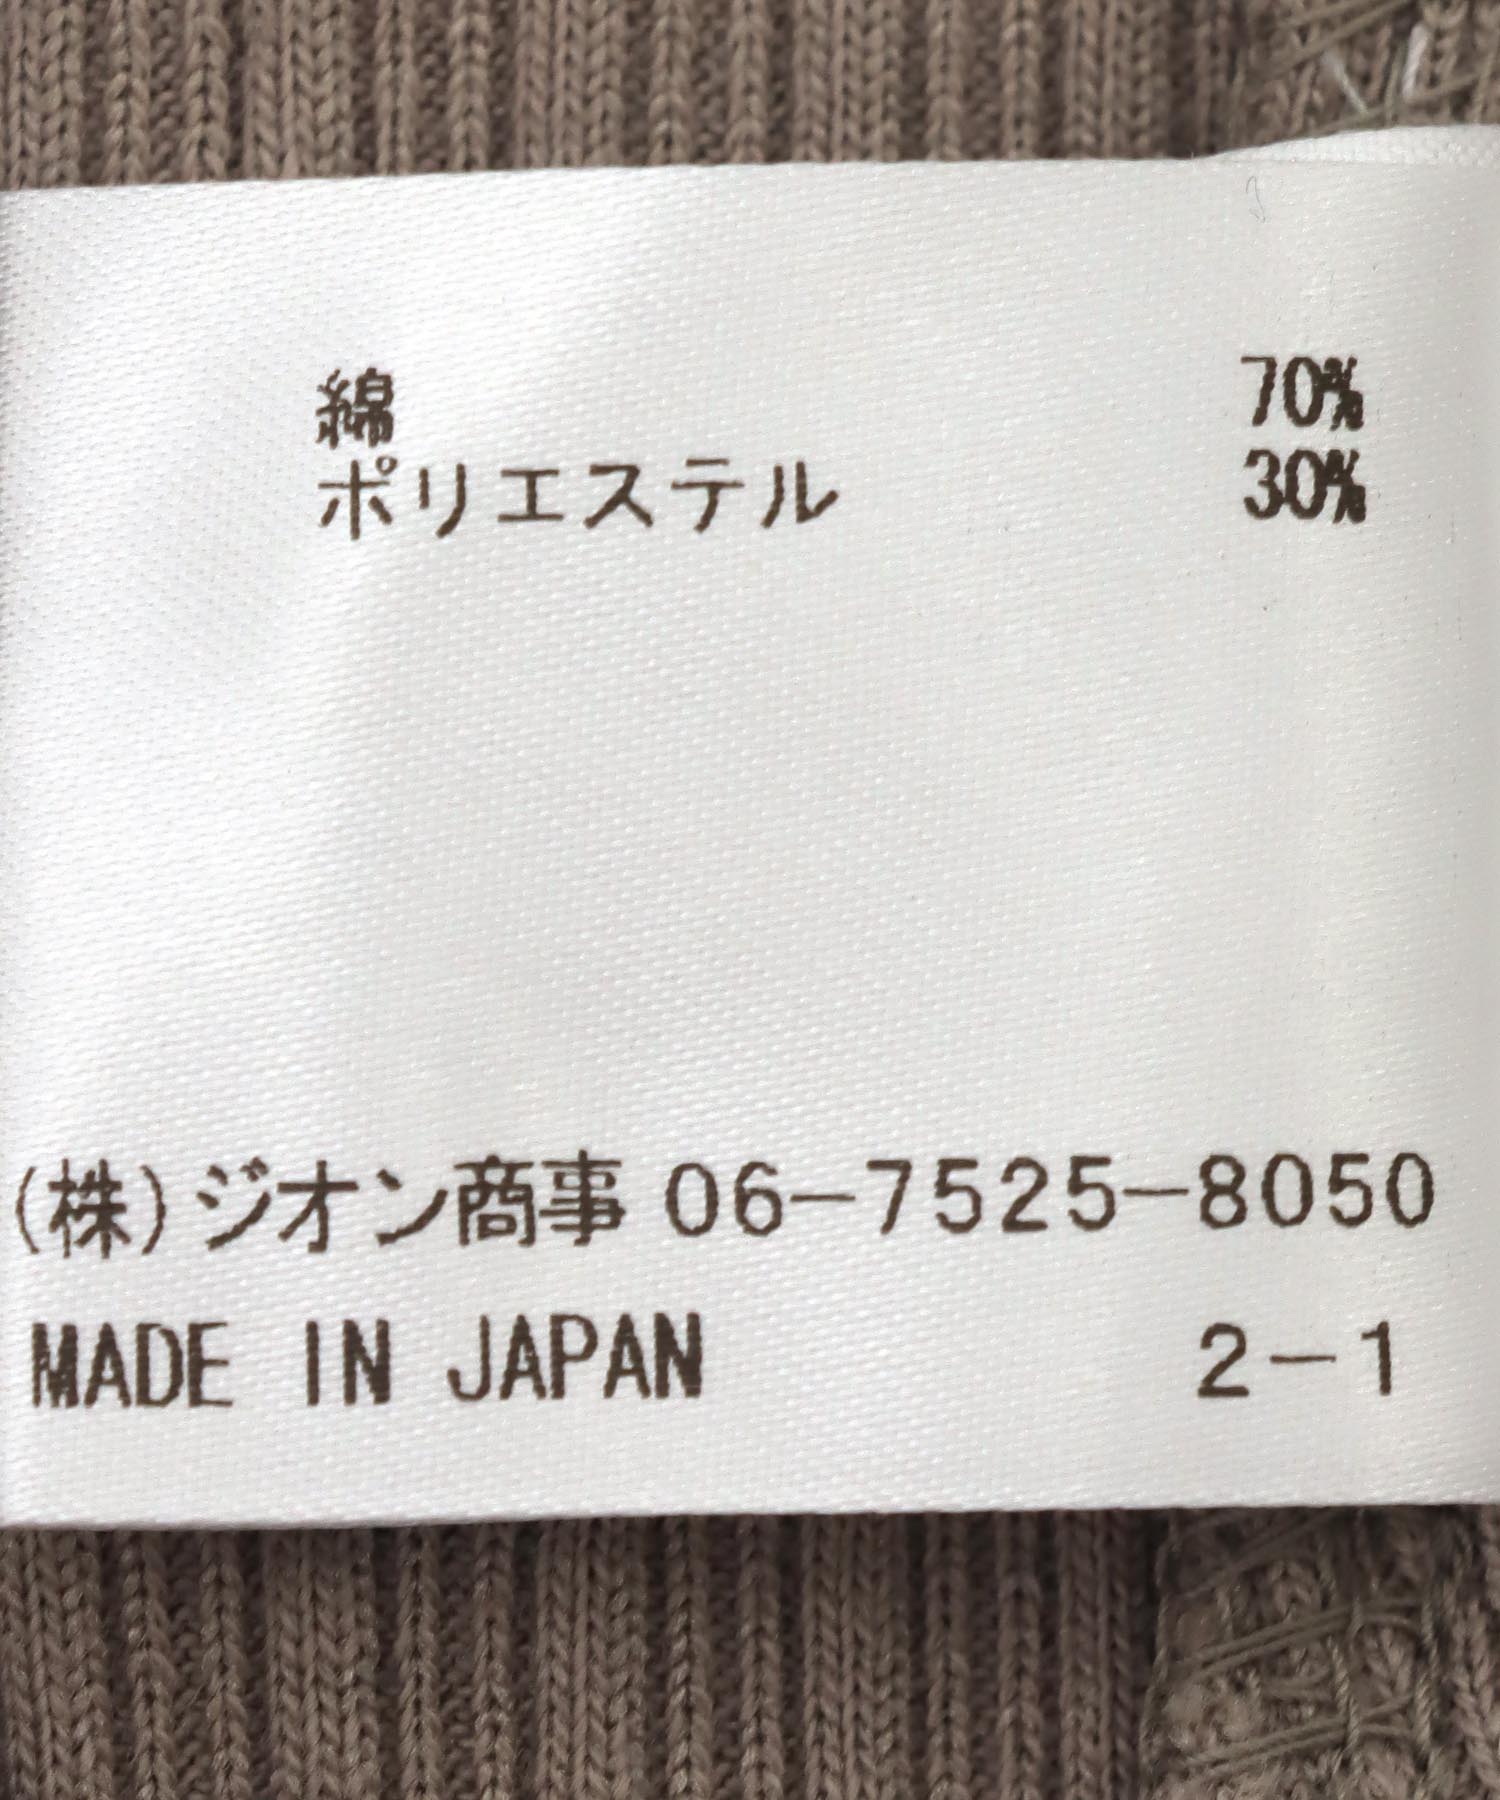 綿 70%
ポリエステル 30%
(株)ジオン商事 06-7525-8050
MADE IN JAPAN 2-1